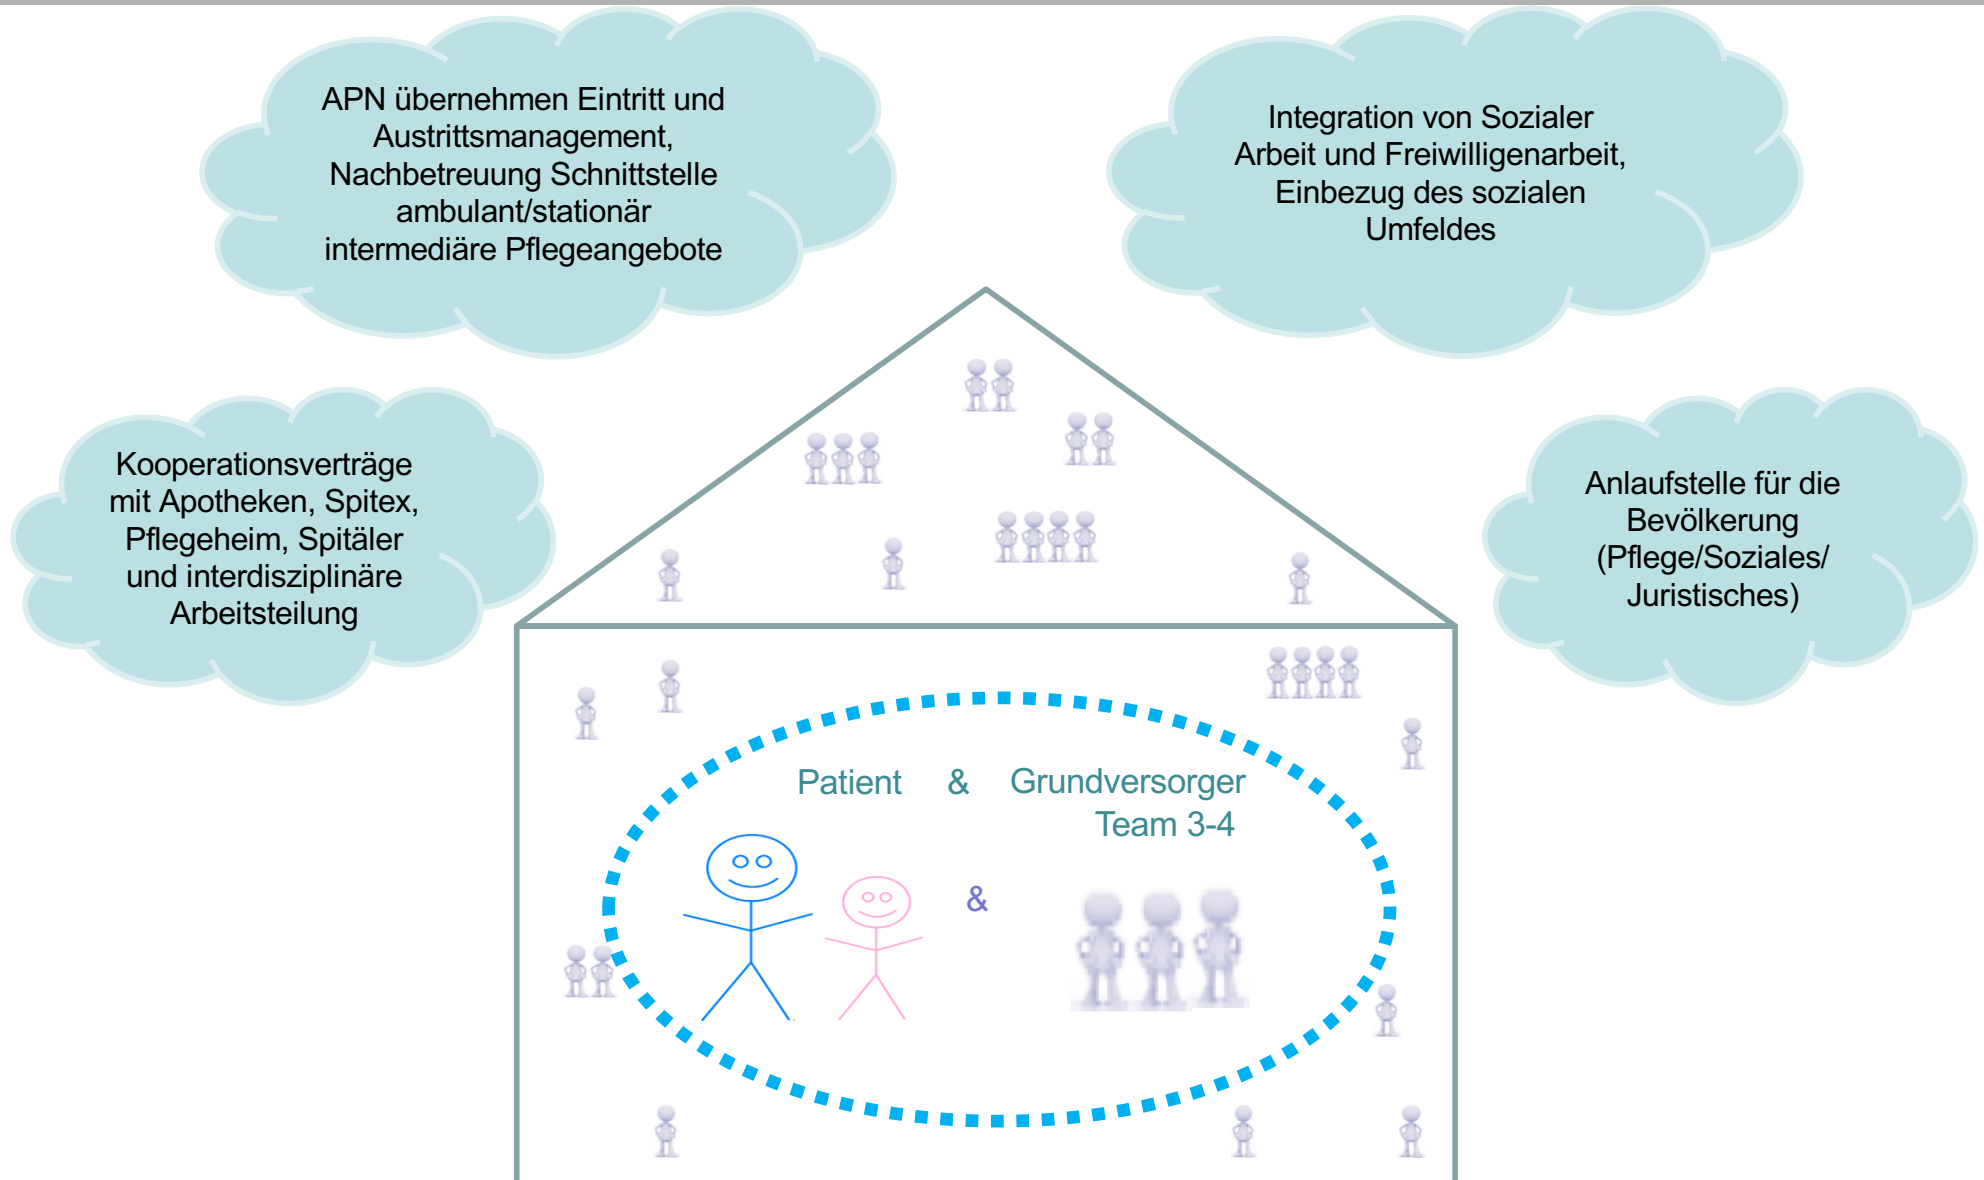 APN übernehmen Eintritt und
Austrittsmanagement,
Nachbetreuung Schnittstelle
ambulant/stationär
intermediäre Pflegeangebote
Integration von Sozialer
Arbeit und Freiwilligenarbeit,
Einbezug des sozialen
Umfeldes
Kooperationsverträge
mit Apotheken, Spitex,
Pflegeheim, Spitäler
und interdisziplinäre
Arbeitsteilung
Anlaufstelle für die
Bevölkerung
(Pflege/Soziales/
Juristisches)
Patient & Grundversorger
Team 3-4
&